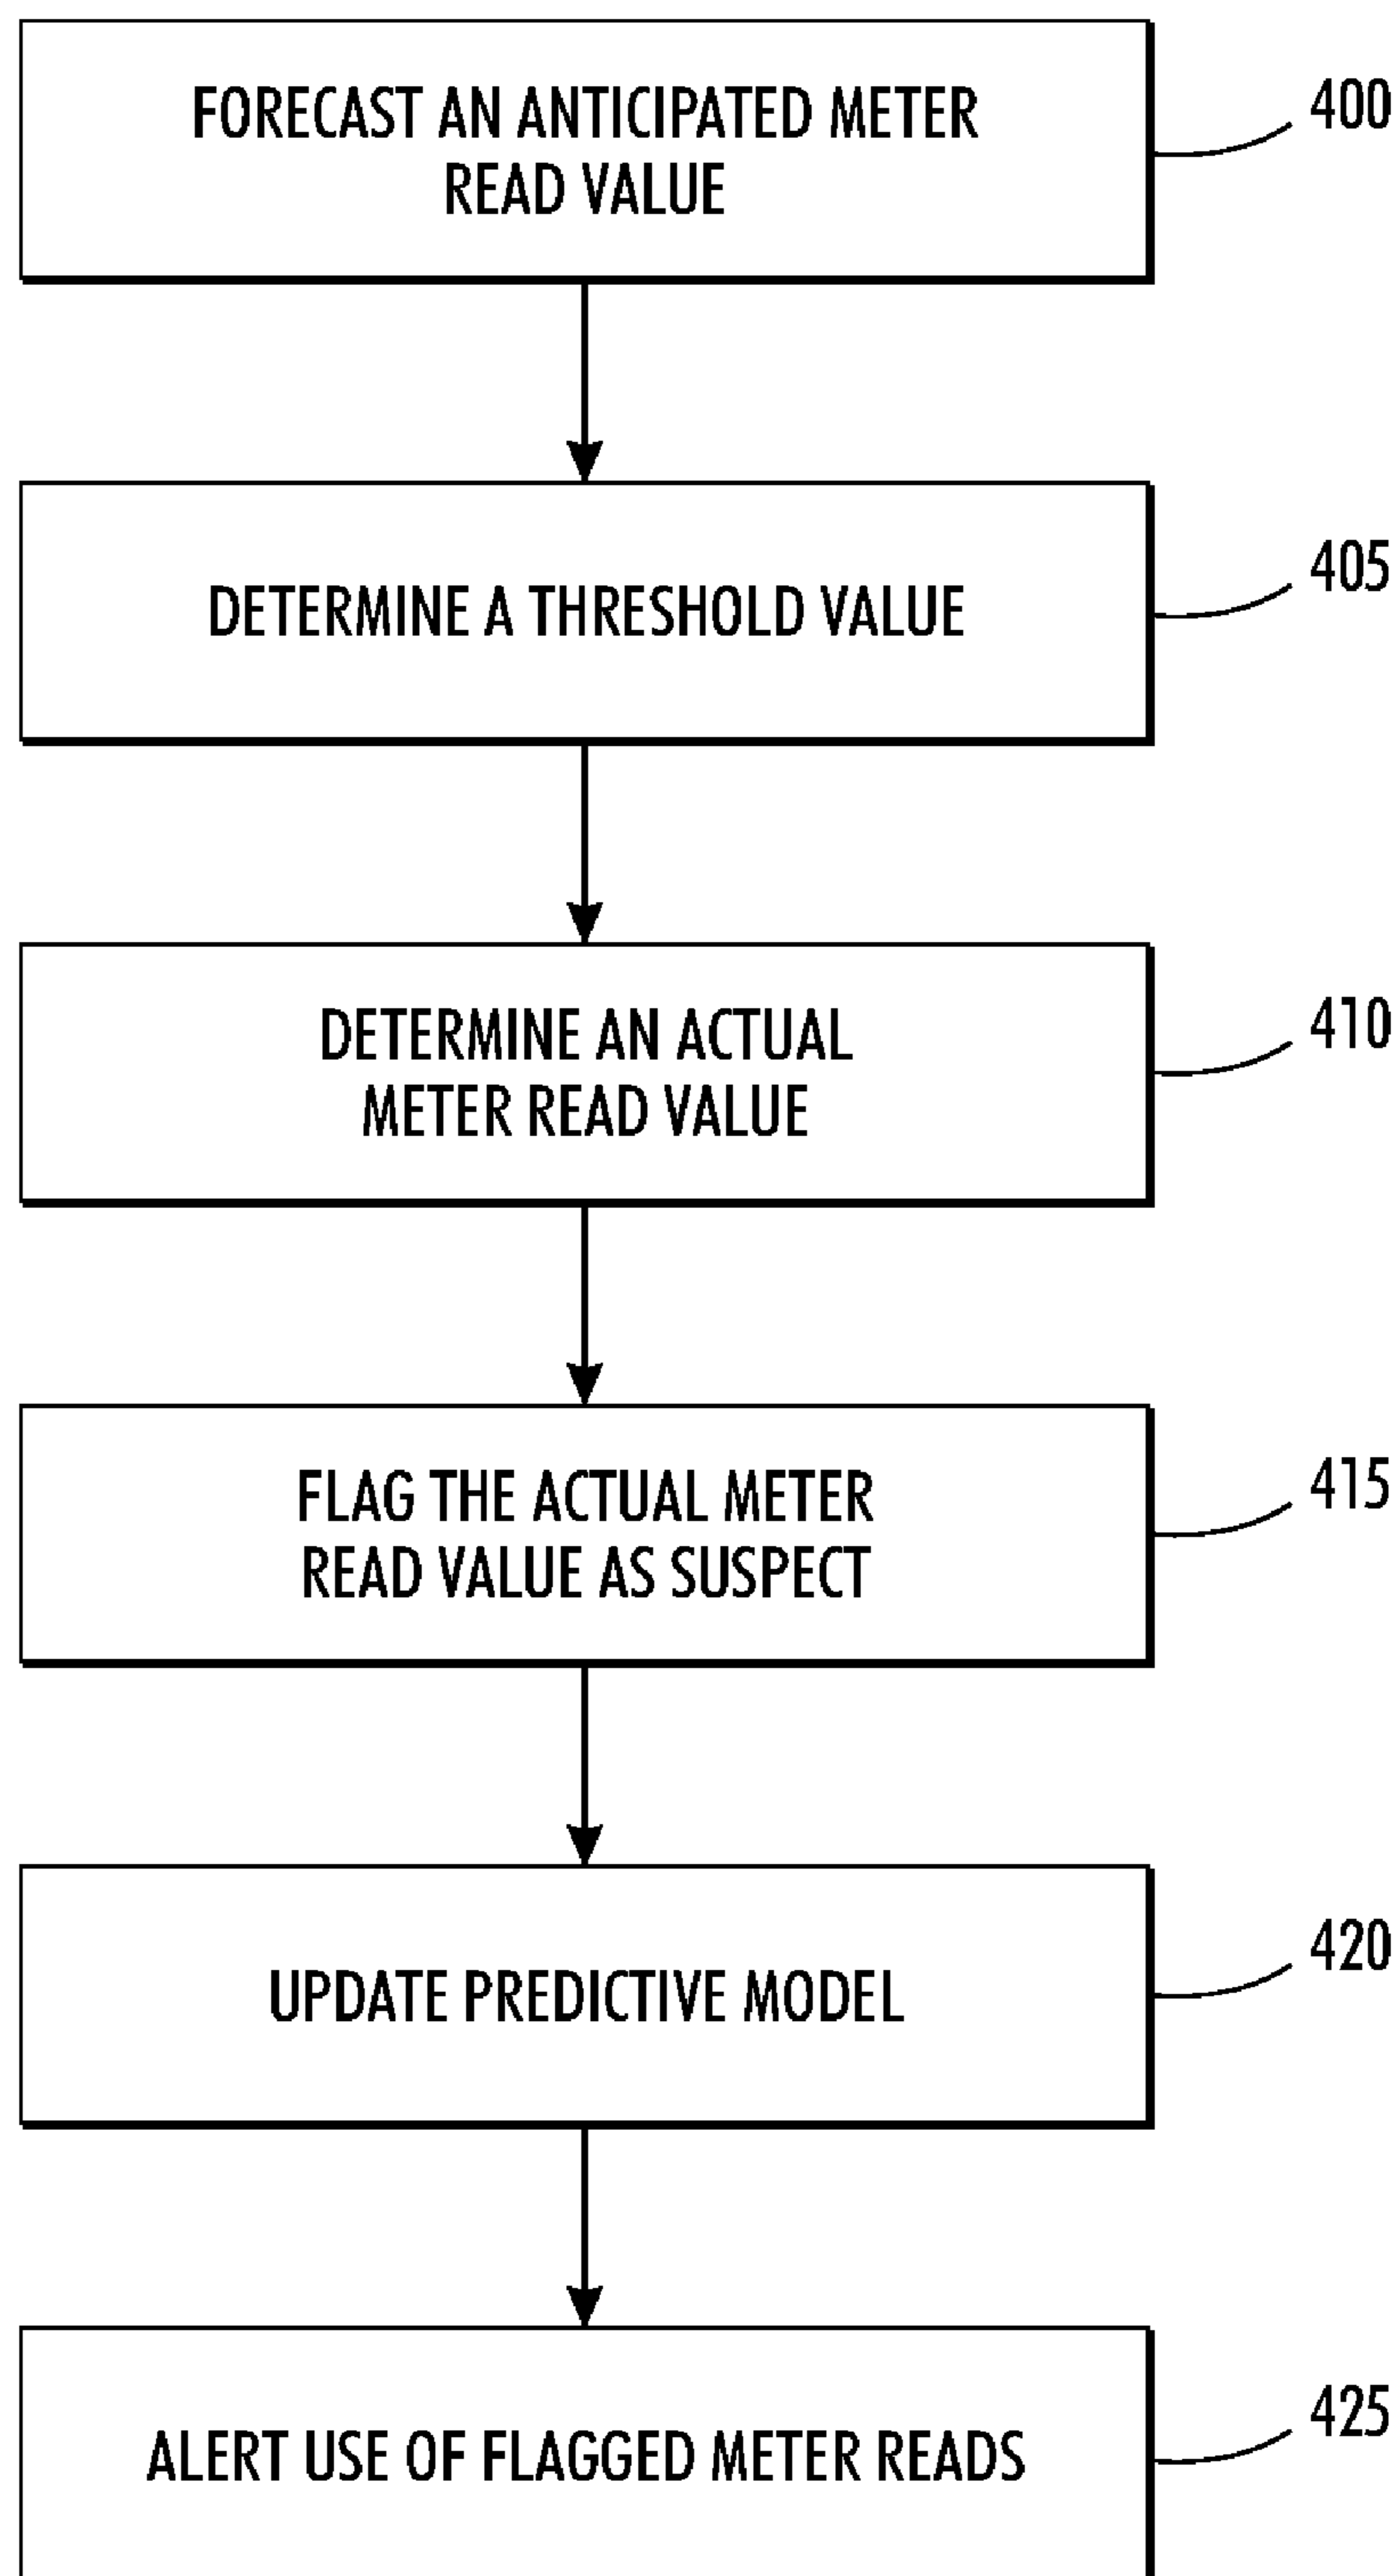 FORECAST AN ANTICIPATED METER
READ VALUE
400
DETERMINE A THRESHOLD VALUE
405
DETERMINE AN ACTUAL
METER READ VALUE
410
FLAG THE ACTUAL METER
READ VALUE AS SUSPECT
415
UPDATE PREDICTIVE MODEL
420
ALERT USE OF FLAGGED METER READS
425